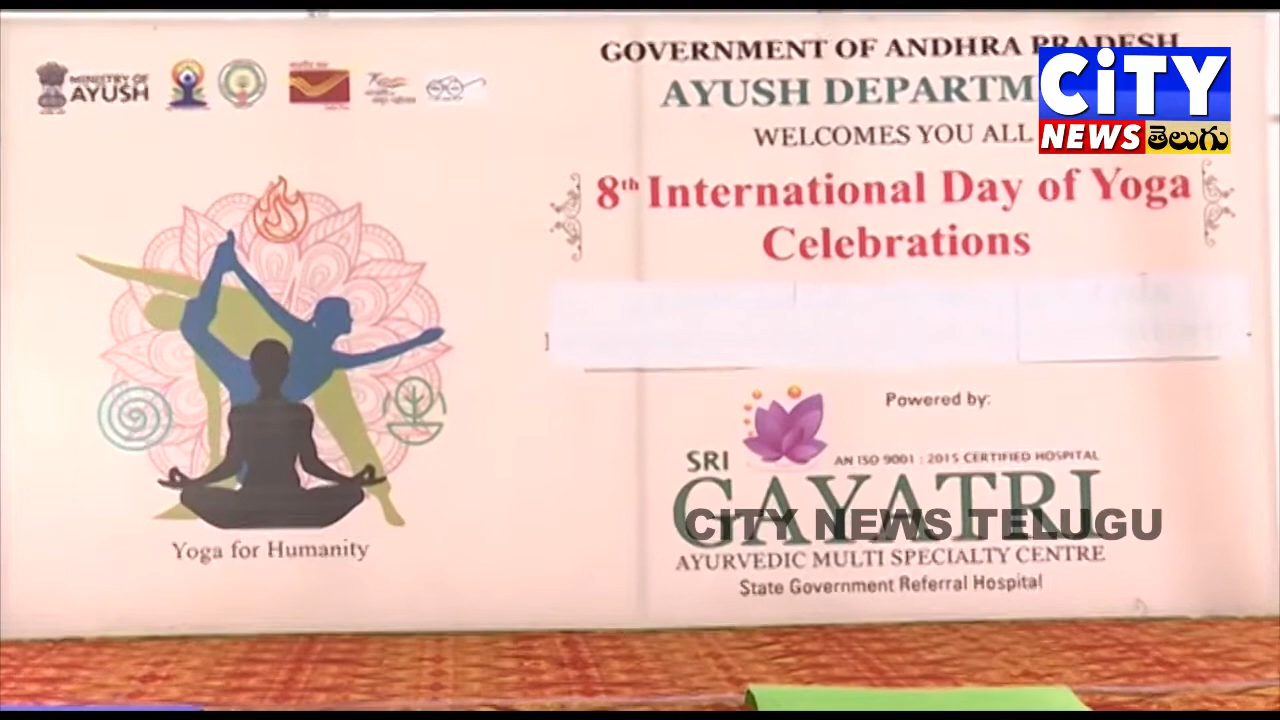 MINISTRY OF
AYUSH
GOVERNMENT OF ANDHRA PRADESH
AYUSH DEPARTM
WELCOMES YOU ALL
CiTY
NEWS తెలుగు
8th International Day of Yoga
Celebrations
Powered by:
SRI
AN ISO 9001 : 2015 CERTIFIED HOSPITAL
GAYATRI
CITY NEWS TELUGU
AYURVEDIC MULTI SPECIALTY CENTRE
State Government Referral Hospital
Yoga for Humanity